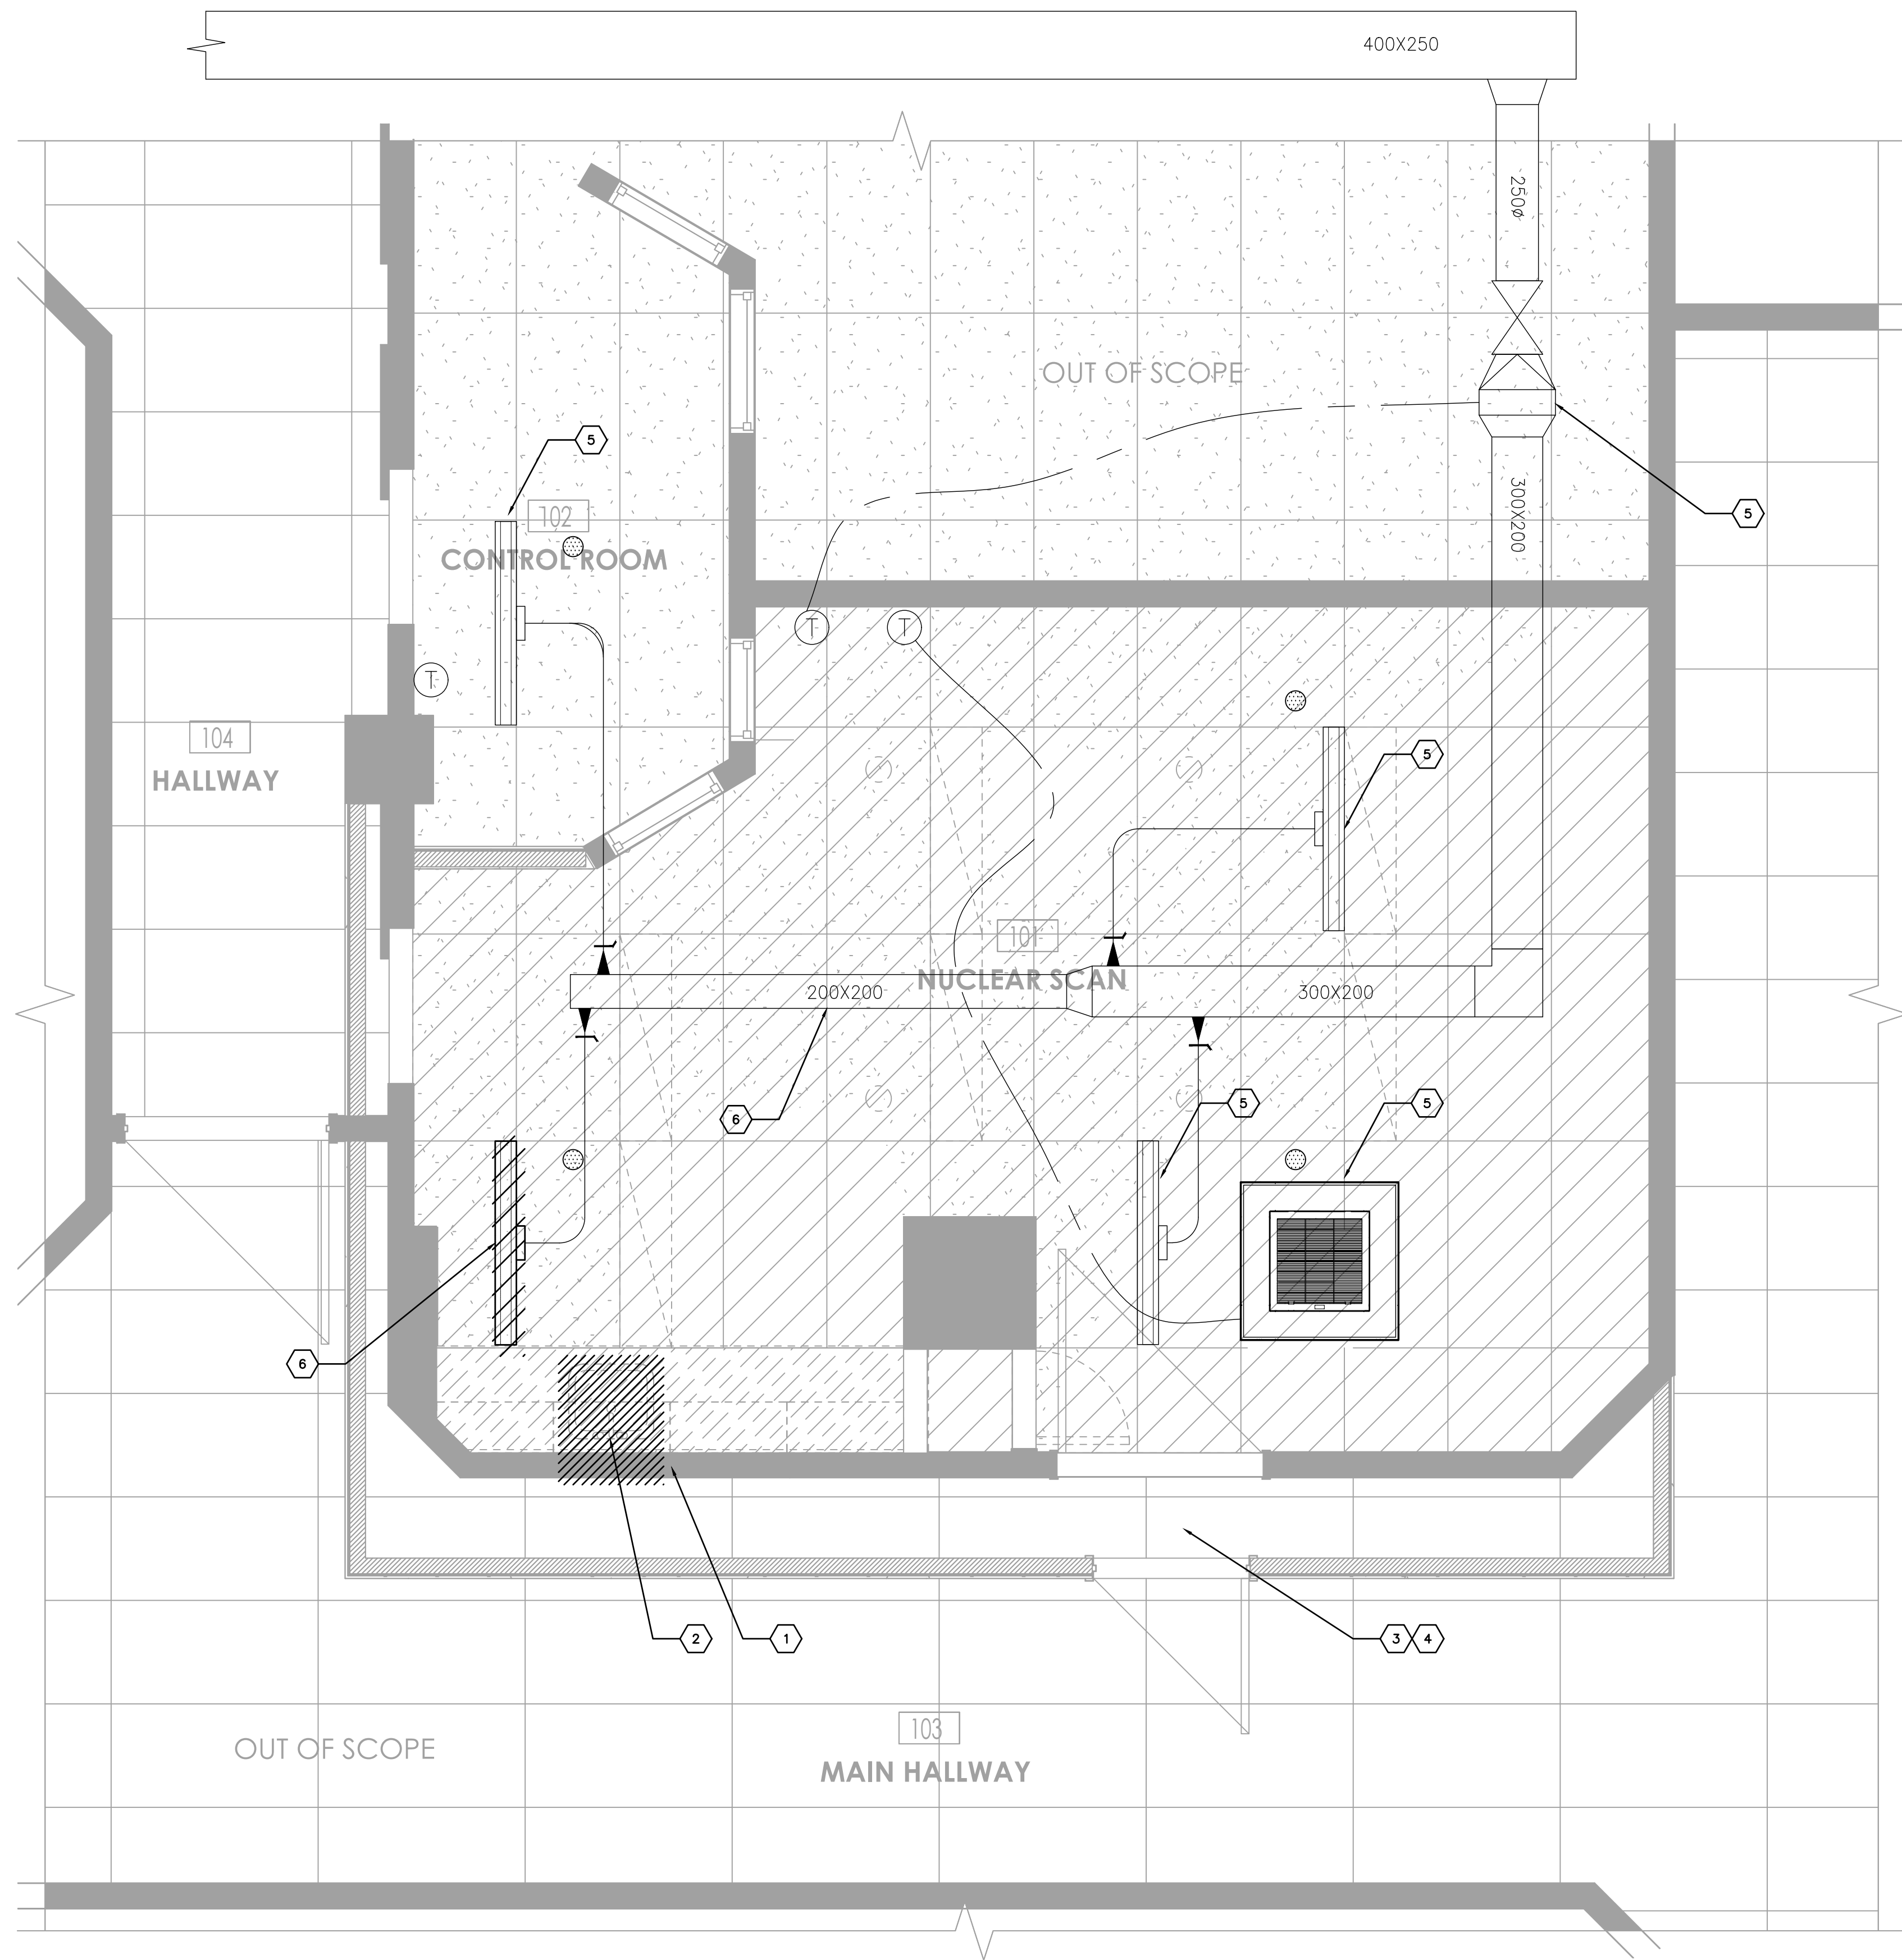 400X250
250ø
OUT OF SCOPE
5
5
102
CONTROL ROOM
300X200
T
T
T
104
HALLWAY
5
101
NUCLEAR SCAN
200X200
300X200
6
5
5
6
2
1
3
4
103
MAIN HALLWAY
OUT OF SCOPE